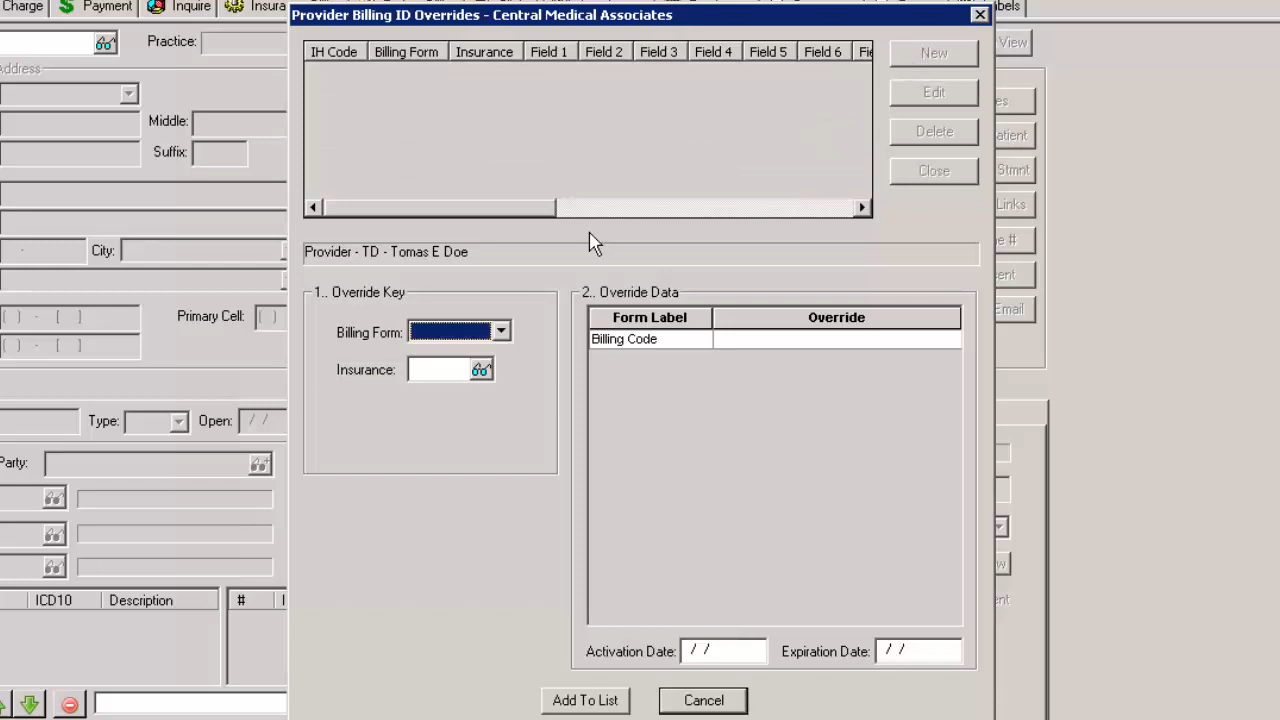 Charge Payment Inquire Insura
Provider Billing ID Overrides - Central Medical Associates
Practice:
View
Address
Middle:
Suffix:
City:
( ) - [ ] Primary Cell: ( )
( ) - [ ]
Type: Open: / /
Party:
ICD10 Description #
IH Code Billing Form Insurance Field 1 Field 2 Field 3 Field 4 Field 5 Field 6 Fie
New
Edit
Delete
Close
Provider - TD - Tomas E Doe
1.. Override Key
Billing Form:
Insurance:
2.. Override Data
Form Label Override
Billing Code
Activation Date: / / Expiration Date: / /
Add To List Cancel
abels
es
atient
Stmnt
Links
e #
ent
Email